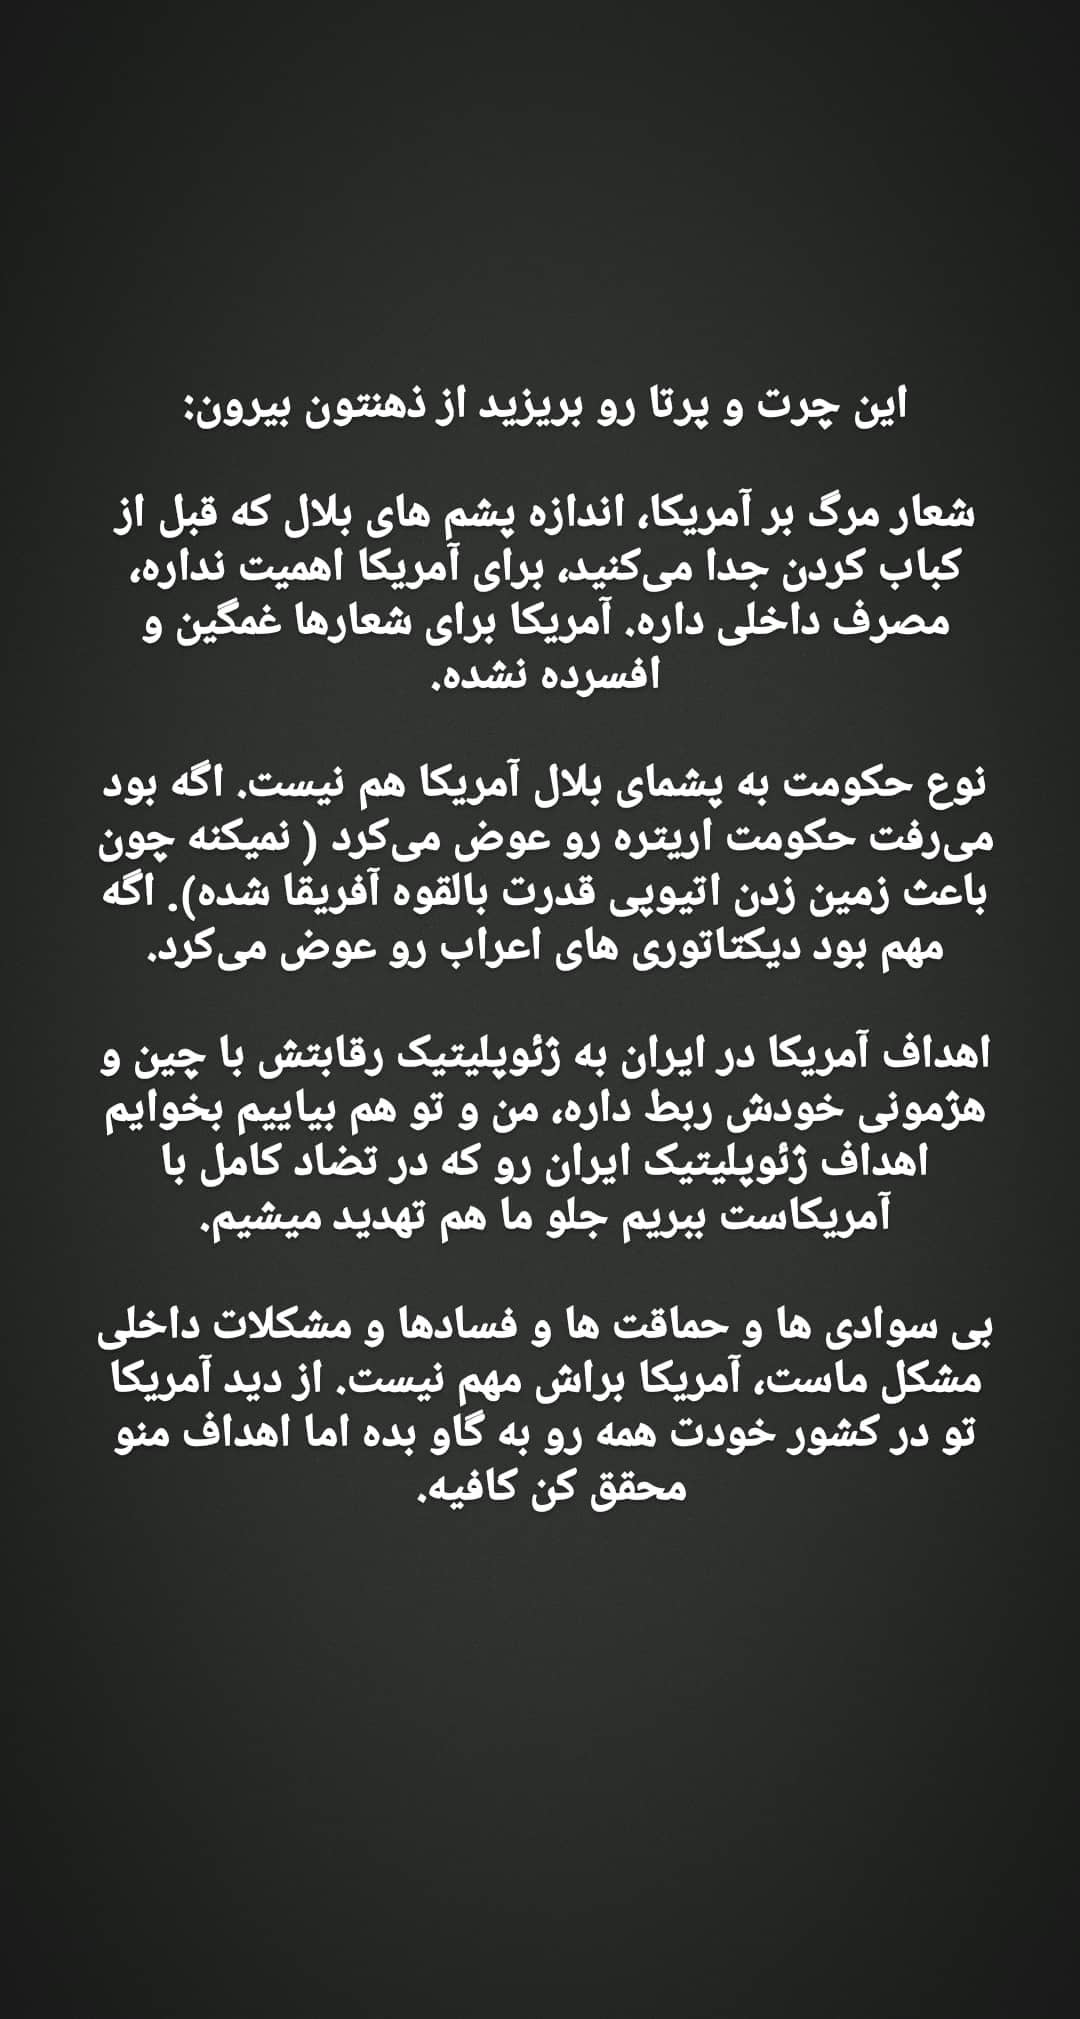 این چرت و پرتا رو بریزید از ذهنتون بیرون:
شعار مرگ بر آمریکا، اندازه پشم های بلال که قبل از
کباب کردن جدا می‌کنید، برای آمریکا اهمیت نداره،
مصرف داخلی داره. آمریکا برای شعارها غمگین و
افسرده نشده.
نوع حکومت به پشمای بلال آمریکا هم نیست. اگه بود
می‌رفت حکومت اریتره رو عوض می‌کرد ( نمیکنه چون
باعث زمین زدن اتیوپی قدرت بالقوه آفریقا شده). اگه
مهم بود دیکتاتوری های اعراب رو عوض می‌کرد.
اهداف آمریکا در ایران به ژئوپلیتیک رقابتش با چین و
هژمونی خودش ربط داره، من و تو هم بیاییم بخوایم
اهداف ژئوپلیتیک ایران رو که در تضاد کامل با
آمریکاست ببریم جلو ما هم تهدید میشیم.
بی سوادی ها و حماقت ها و فسادها و مشکلات داخلی
مشکل ماست، آمریکا براش مهم نیست. از دید آمریکا
تو در کشور خودت همه رو به گاو بده اما اهداف منو
محقق کن کافیه.